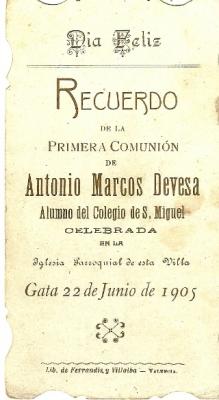 Dia Feliz
RECUERDO
DE LA
PRIMERA COMUNIÓN
DE
Antonio Marcos Devesa
Alumno del Colegio de S. Miguel
CELEBRADA
EN LA
Iglesia Parroquial de esta Villa
Gata 22 de Junio de 1905
Lib. de Ferrandis y Villalba — VALENCIA.